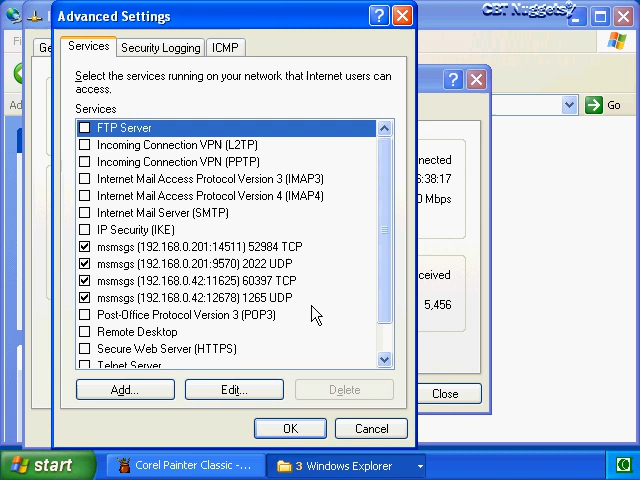 CBT Nuggets
Advanced Settings
Services
Security Logging
ICMP
Select the services running on your network that Internet users can
access.
Services
FTP Server
Incoming Connection VPN (L2TP)
Incoming Connection VPN (PPTP)
Internet Mail Access Protocol Version 3 (IMAP3)
Internet Mail Access Protocol Version 4 (IMAP4)
Internet Mail Server (SMTP)
IP Security (IKE)
msmsgs (192.168.0.201:14511) 52984 TCP
msmsgs (192.168.0.201:9570) 2022 UDP
msmsgs (192.168.0.42:11625) 60397 TCP
msmsgs (192.168.0.42:12678) 1265 UDP
Post-Office Protocol Version 3 (POP3)
Remote Desktop
Secure Web Server (HTTPS)
Telnet Server
Add...
Edit...
Delete
OK
Cancel
Go
nected
6:38:17
0 Mbps
ceived
5,456
Close
start
Corel Painter Classic -...
3 Windows Explorer